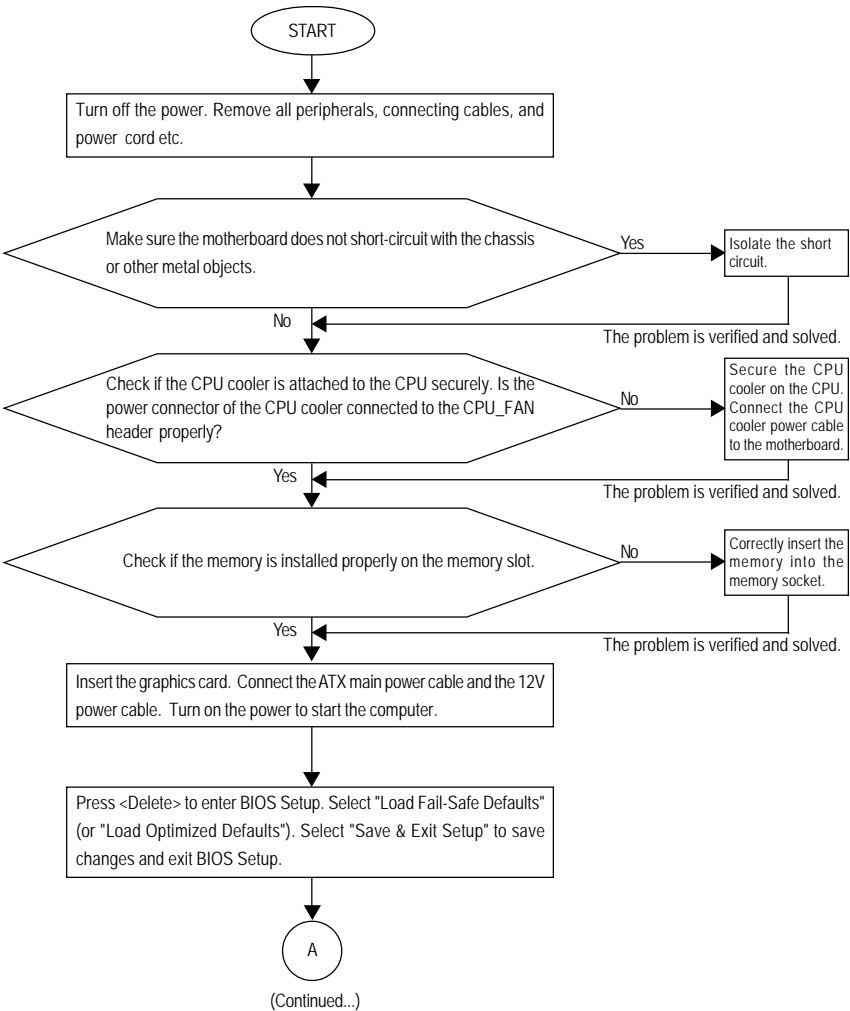 START
Turn off the power. Remove all peripherals, connecting cables, and
power cord etc.
Make sure the motherboard does not short-circuit with the chassis
or other metal objects.
Yes
Isolate the short
circuit.
No
The problem is verified and solved.
Check if the CPU cooler is attached to the CPU securely. Is the
power connector of the CPU cooler connected to the CPU_FAN
header properly?
No
Secure the CPU
cooler on the CPU.
Connect the CPU
cooler power cable
to the motherboard.
Yes
The problem is verified and solved.
Check if the memory is installed properly on the memory slot.
No
Correctly insert the
memory into the
memory socket.
Yes
The problem is verified and solved.
Insert the graphics card. Connect the ATX main power cable and the 12V
power cable. Turn on the power to start the computer.
Press <Delete> to enter BIOS Setup. Select "Load Fail-Safe Defaults"
(or "Load Optimized Defaults"). Select "Save & Exit Setup" to save
changes and exit BIOS Setup.
A
(Continued...)